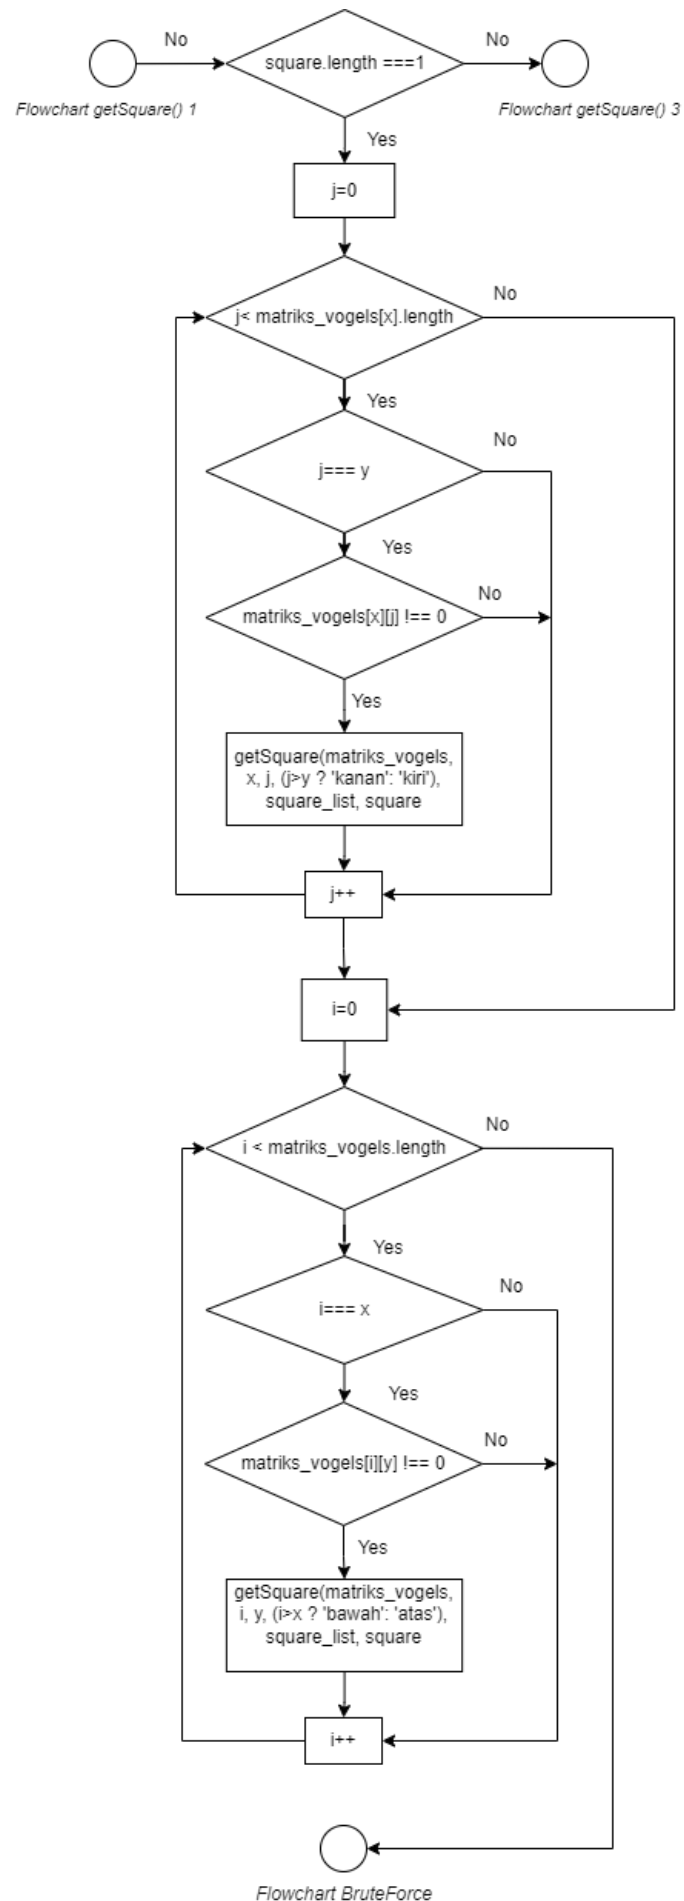 No
square.length ===1
No
Flowchart getSquare() 1
Flowchart getSquare() 3
Yes
j=0
No
j< matriks_vogels[x].length
Yes
No
j=== y
Yes
No
matriks_vogels[x][j] !== 0
Yes
getSquare(matriks_vogels,
x, j, (j>y ? 'kanan': 'kiri'),
square_list, square
j++
i=0
No
i < matriks_vogels.length
Yes
No
i=== x
Yes
No
matriks_vogels[i][y] !== 0
Yes
getSquare(matriks_vogels,
i, y, (i>x ? 'bawah': 'atas'),
square_list, square
i++
Flowchart BruteForce